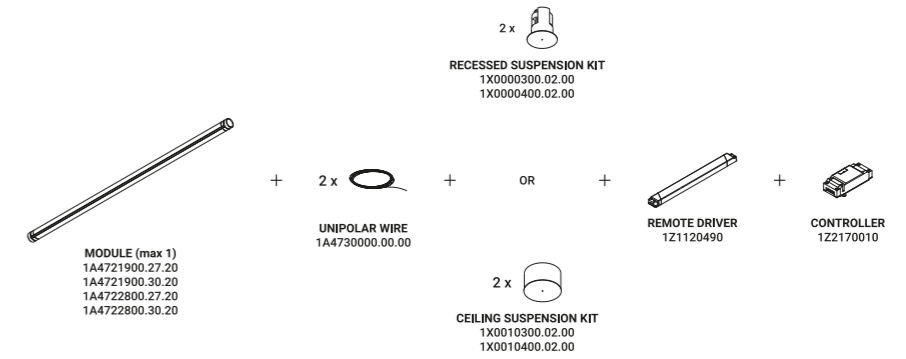 2 x
RECESSED SUSPENSION KIT
1X0000300.02.00
1X0000400.02.00
+
2 x
+
OR
+
+
UNIPOLAR WIRE
1A4730000.00.00
REMOTE DRIVER
1Z1120490
CONTROLLER
1Z2170010
MODULE (max 1)
1A4721900.27.20
1A4721900.30.20
1A4722800.27.20
1A4722800.30.20
2 x
CEILING SUSPENSION KIT
1X0010300.02.00
1X0010400.02.00